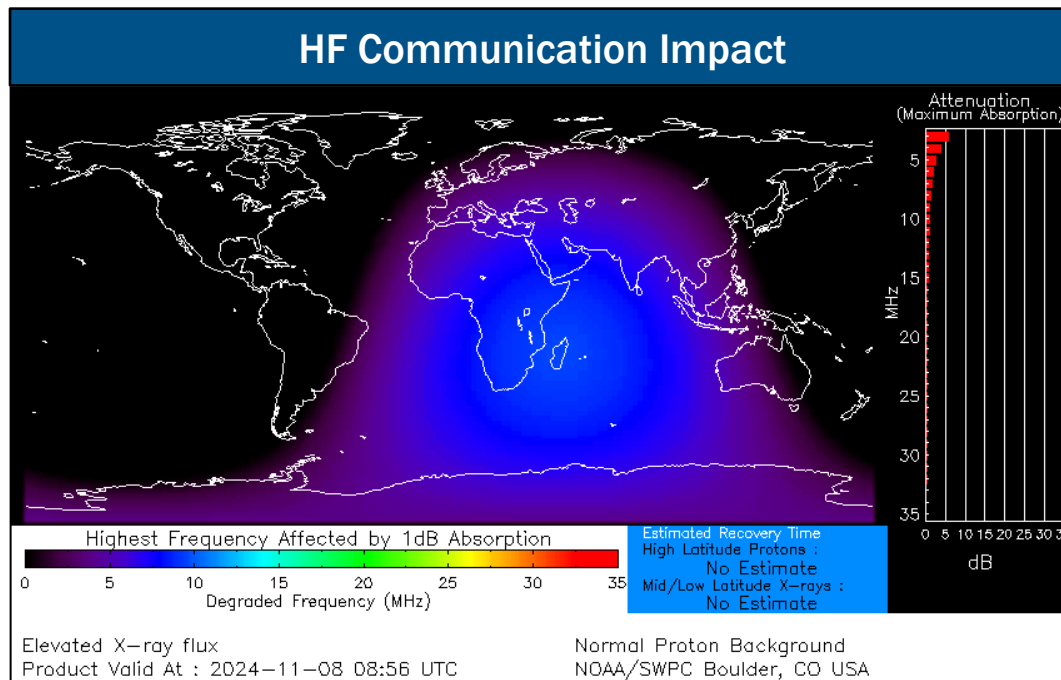 HF Communication Impact
Attenuation
(Maximum Absorption)
5
10
15
20
25
30
35
MHz
0 5 10 15 20 25 30
dB
Highest Frequency Affected by 1dB Absorption
0 5 10 15 20 25 30 35
Degraded Frequency (MHz)
Estimated Recovery Time
High Latitude Protons :
No Estimate
Mid/Low Latitude X-rays :
No Estimate
Elevated X-ray flux
Normal Proton Background
Product Valid At : 2024-11-08 08:56 UTC
NOAA/SWPC Boulder, CO USA